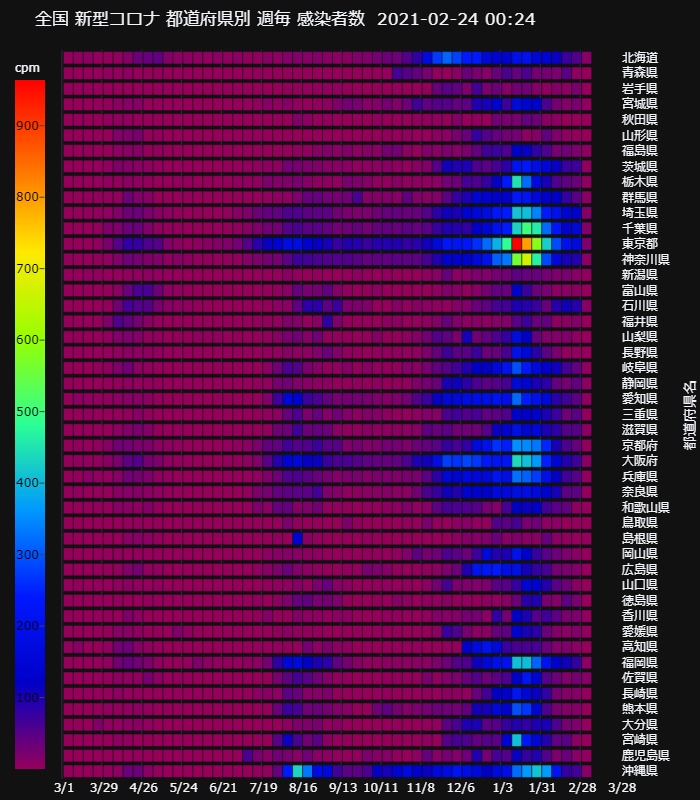 全国 新型コロナ 都道府県別 週毎 感染者数 2021-02-24 00:24
cpm
900
800
700
600
500
400
300
200
100
北海道
青森県
岩手県
宮城県
秋田県
山形県
福島県
茨城県
栃木県
群馬県
埼玉県
千葉県
東京都
神奈川県
新潟県
富山県
石川県
福井県
山梨県
長野県
岐阜県
静岡県
愛知県
三重県
滋賀県
京都府
大阪府
兵庫県
奈良県
和歌山県
鳥取県
島根県
岡山県
広島県
山口県
徳島県
香川県
愛媛県
高知県
福岡県
佐賀県
長崎県
熊本県
大分県
宮崎県
鹿児島県
沖縄県
都道府県名
3/1 3/29 4/26 5/24 6/21 7/19 8/16 9/13 10/11 11/8 12/6 1/3 1/31 2/28 3/28